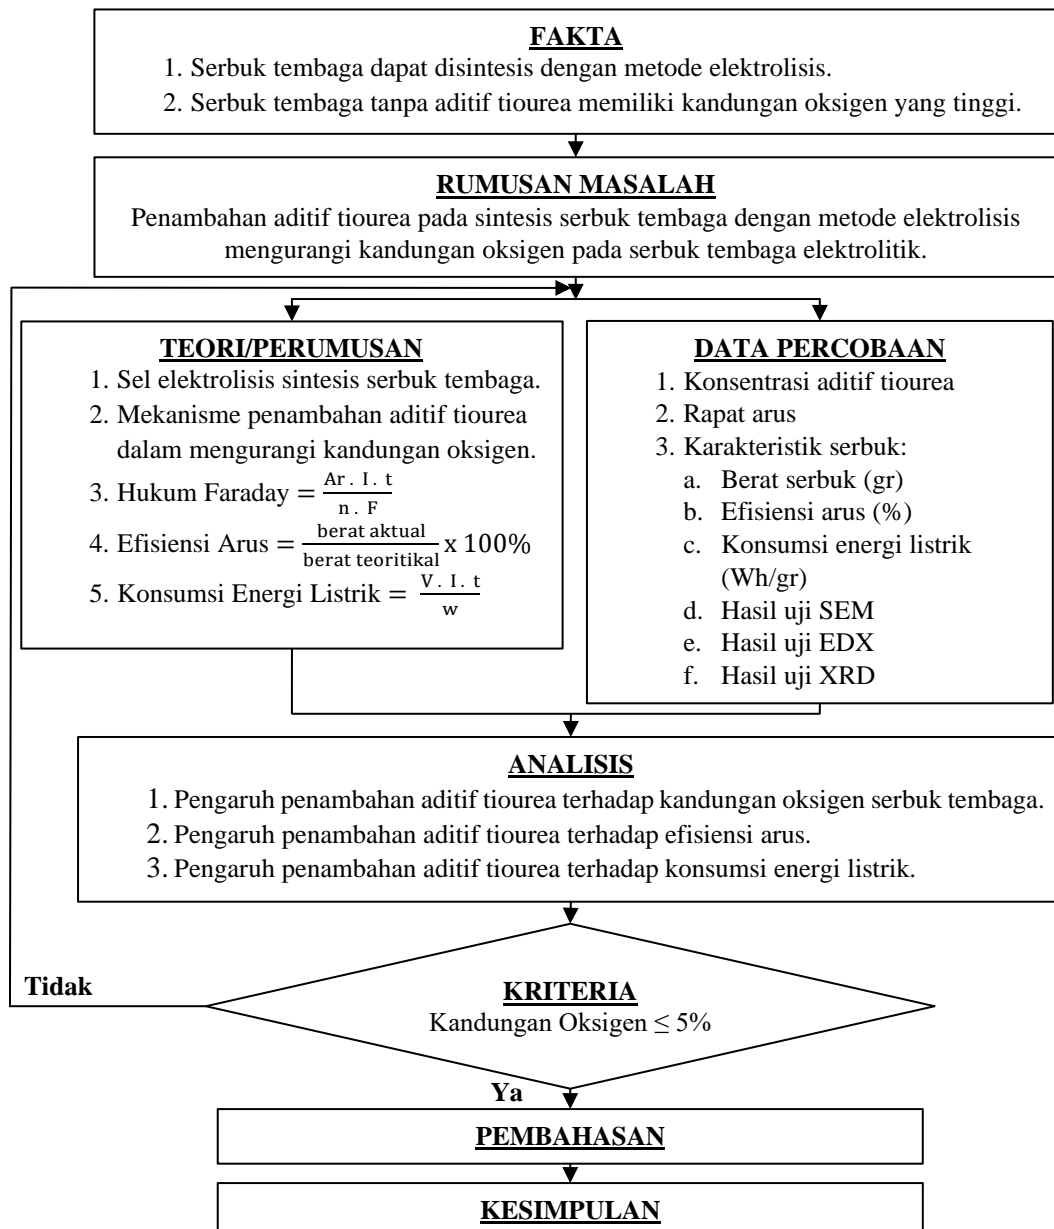 FAKTA
1. Serbuk tembaga dapat disintesis dengan metode elektrolisis.
2. Serbuk tembaga tanpa aditif tiourea memiliki kandungan oksigen yang tinggi.
RUMUSAN MASALAH
Penambahan aditif tiourea pada sintesis serbuk tembaga dengan metode elektrolisis
mengurangi kandungan oksigen pada serbuk tembaga elektrolitik.
TEORI/PERUMUSAN
1. Sel elektrolisis sintesis serbuk tembaga.
2. Mekanisme penambahan aditif tiourea
dalam mengurangi kandungan oksigen.
3. Hukum Faraday = Ar . I. t / n . F
4. Efisiensi Arus = berat aktual / berat teoritikal x 100%
5. Konsumsi Energi Listrik = V . I. t / w
DATA PERCOBAAN
1. Konsentrasi aditif tiourea
2. Rapat arus
3. Karakteristik serbuk:
a. Berat serbuk (gr)
b. Efisiensi arus (%)
c. Konsumsi energi listrik
(Wh/gr)
d. Hasil uji SEM
e. Hasil uji EDX
f. Hasil uji XRD
ANALISIS
1. Pengaruh penambahan aditif tiourea terhadap kandungan oksigen serbuk tembaga.
2. Pengaruh penambahan aditif tiourea terhadap efisiensi arus.
3. Pengaruh penambahan aditif tiourea terhadap konsumsi energi listrik.
Tidak
KRITERIA
Kandungan Oksigen ≤ 5%
Ya
PEMBAHASAN
KESIMPULAN